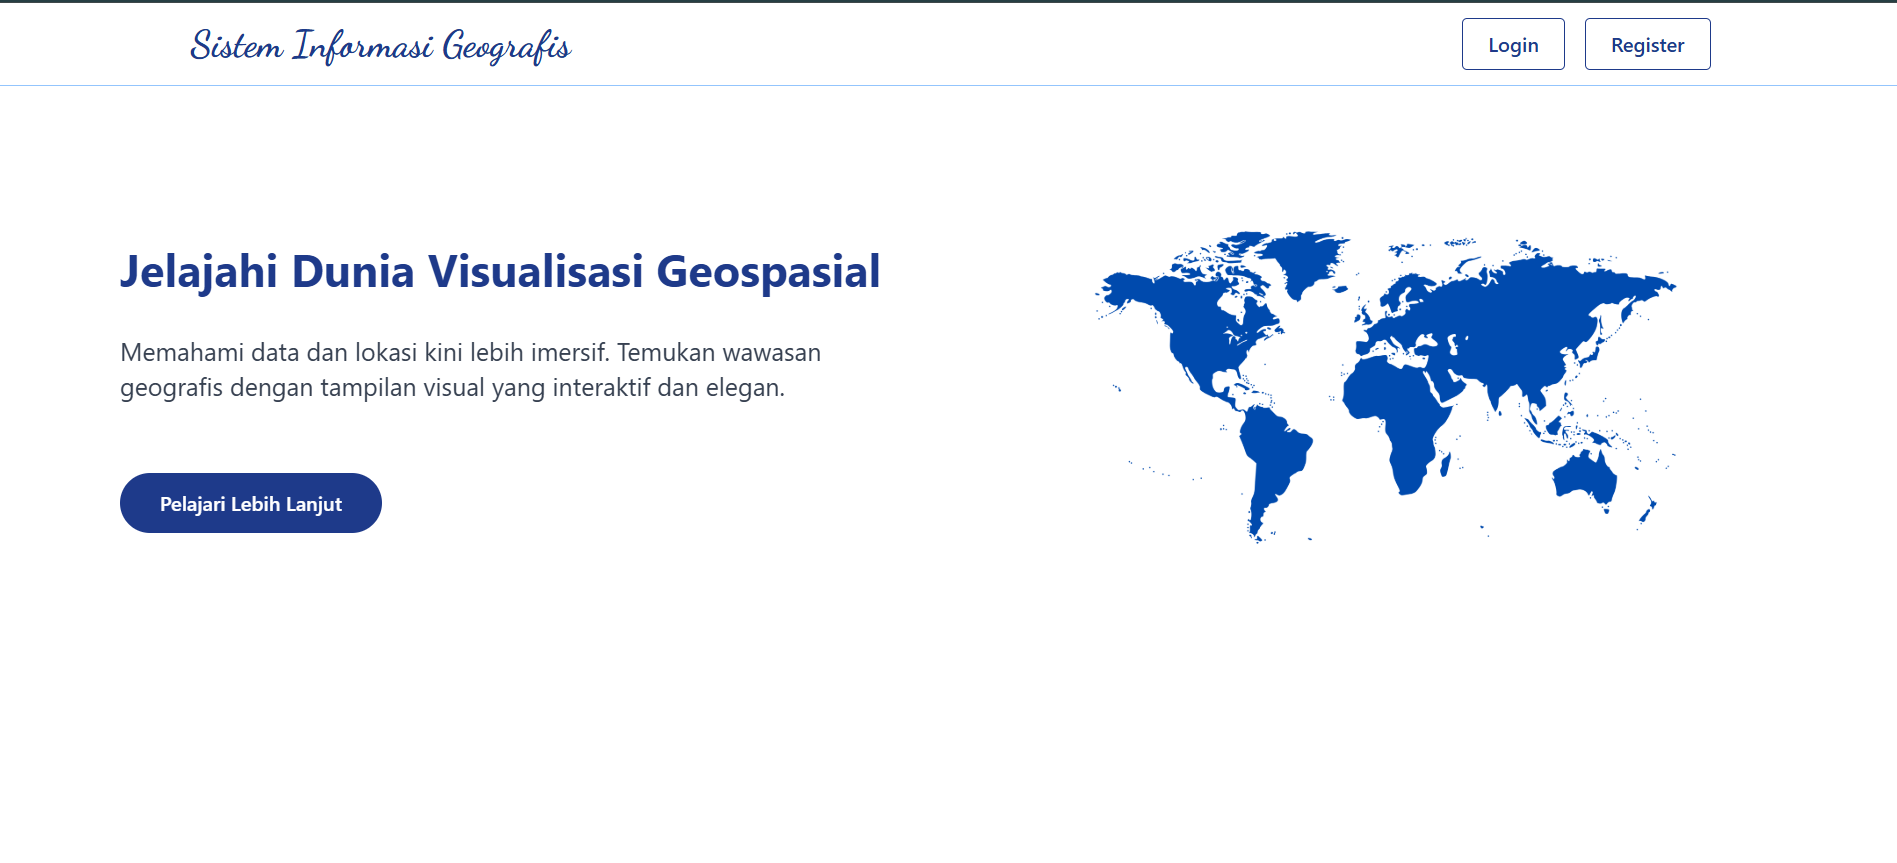 Sistem Informasi Geografis
Login
Register
Jelajahi Dunia Visualisasi Geospasial
Memahami data dan lokasi kini lebih imersif. Temukan wawasan
geografis dengan tampilan visual yang interaktif dan elegan.
Pelajari Lebih Lanjut